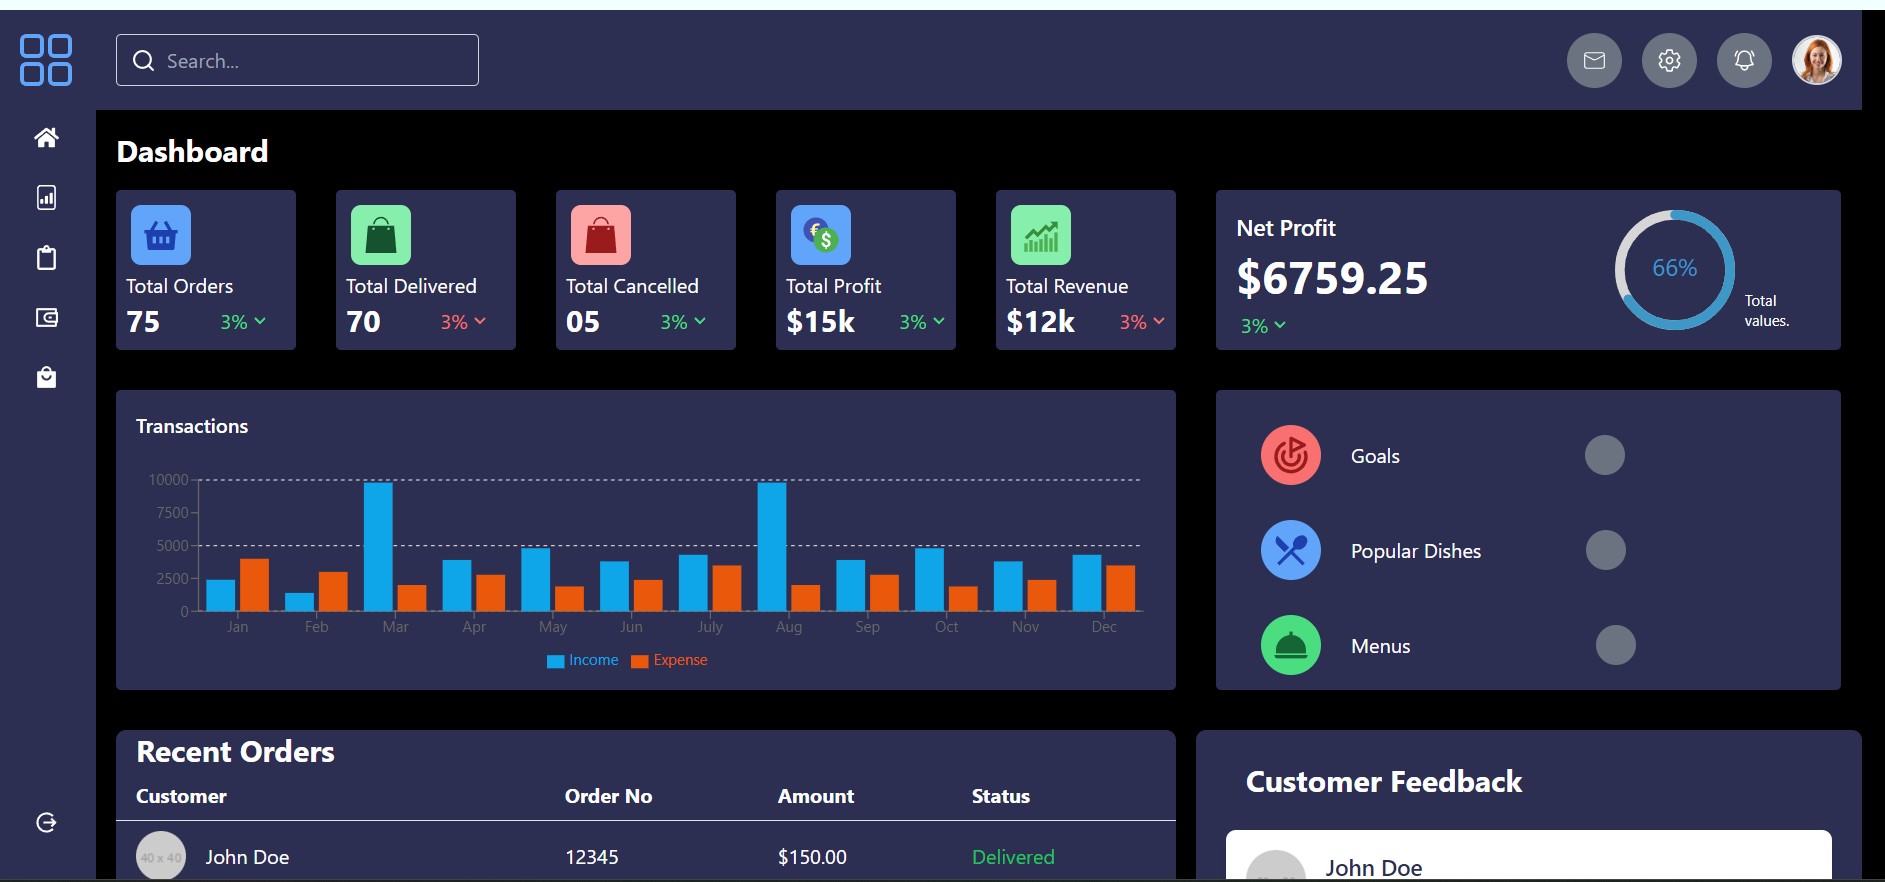 Search...
Dashboard
Total Orders
75 3%
Total Delivered
70 3%
Total Cancelled
05 3%
Total Profit
$15k 3%
Total Revenue
$12k 3%
Net Profit
$6759.25
3%
66%
Total
values.
Transactions
10000
7500
5000
2500
0
Jan Feb Mar Apr May Jun July Aug Sep Oct Nov Dec
Income Expense
Goals
Popular Dishes
Menus
Recent Orders
Customer Order No Amount Status
40 x 40 John Doe 12345 $150.00 Delivered
Customer Feedback
John Doe